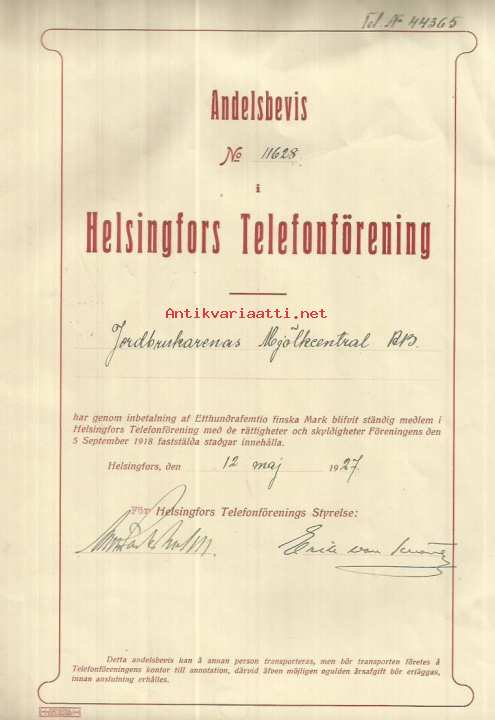 Tel. No 44365
Andelsbevis
No 11628
i
Helsingfors Telefonförening
Antikvariaatti.net
Jordbrukarenas Mjölkcentral AB.
har genom inbetalning af Etthundrafemtio finska Mark blifvit ständig medlem i
Helsingfors Telefonförening med de rättigheter och skyldigheter Föreningens den
5 September 1918 fastställda stadgar innehålla.
Helsingfors, den 12 maj 1927.
För Helsingfors Telefonförenings Styrelse:
Erik von
Detta andelsbevis kan å annan person transporteras, men bör transporten företes å
Telefonföreningens kontor till annotation, därvid äfven möjligen ogulden årsafgift bör erläggas,
innan anslutning erhålles.